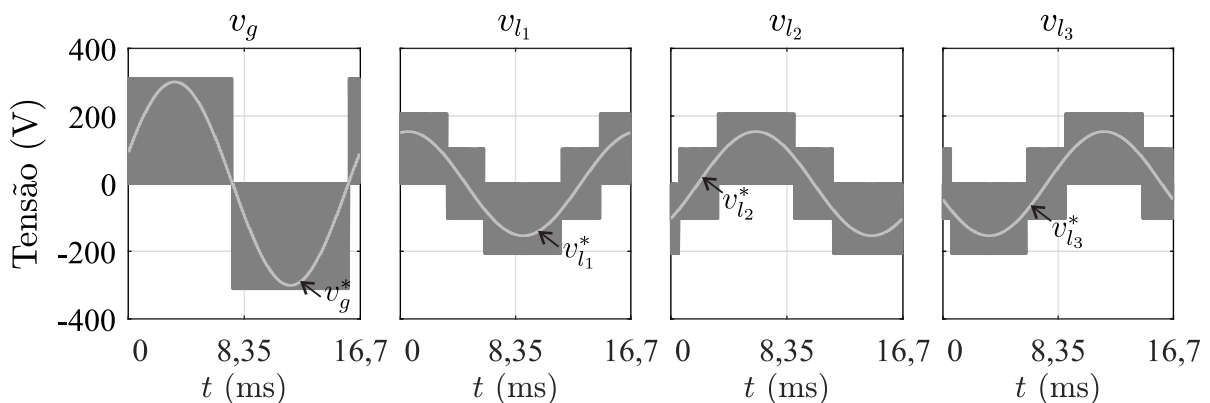 v_g v_{l_1} v_{l_2} v_{l_3}
Tensão (V)
400
200
0
-200
-400
v_g^*
v_{l_1}^*
v_{l_2}^*
v_{l_3}^*
0 8,35 16,7 0 8,35 16,7 0 8,35 16,7 0 8,35 16,7
t (ms) t (ms) t (ms) t (ms)